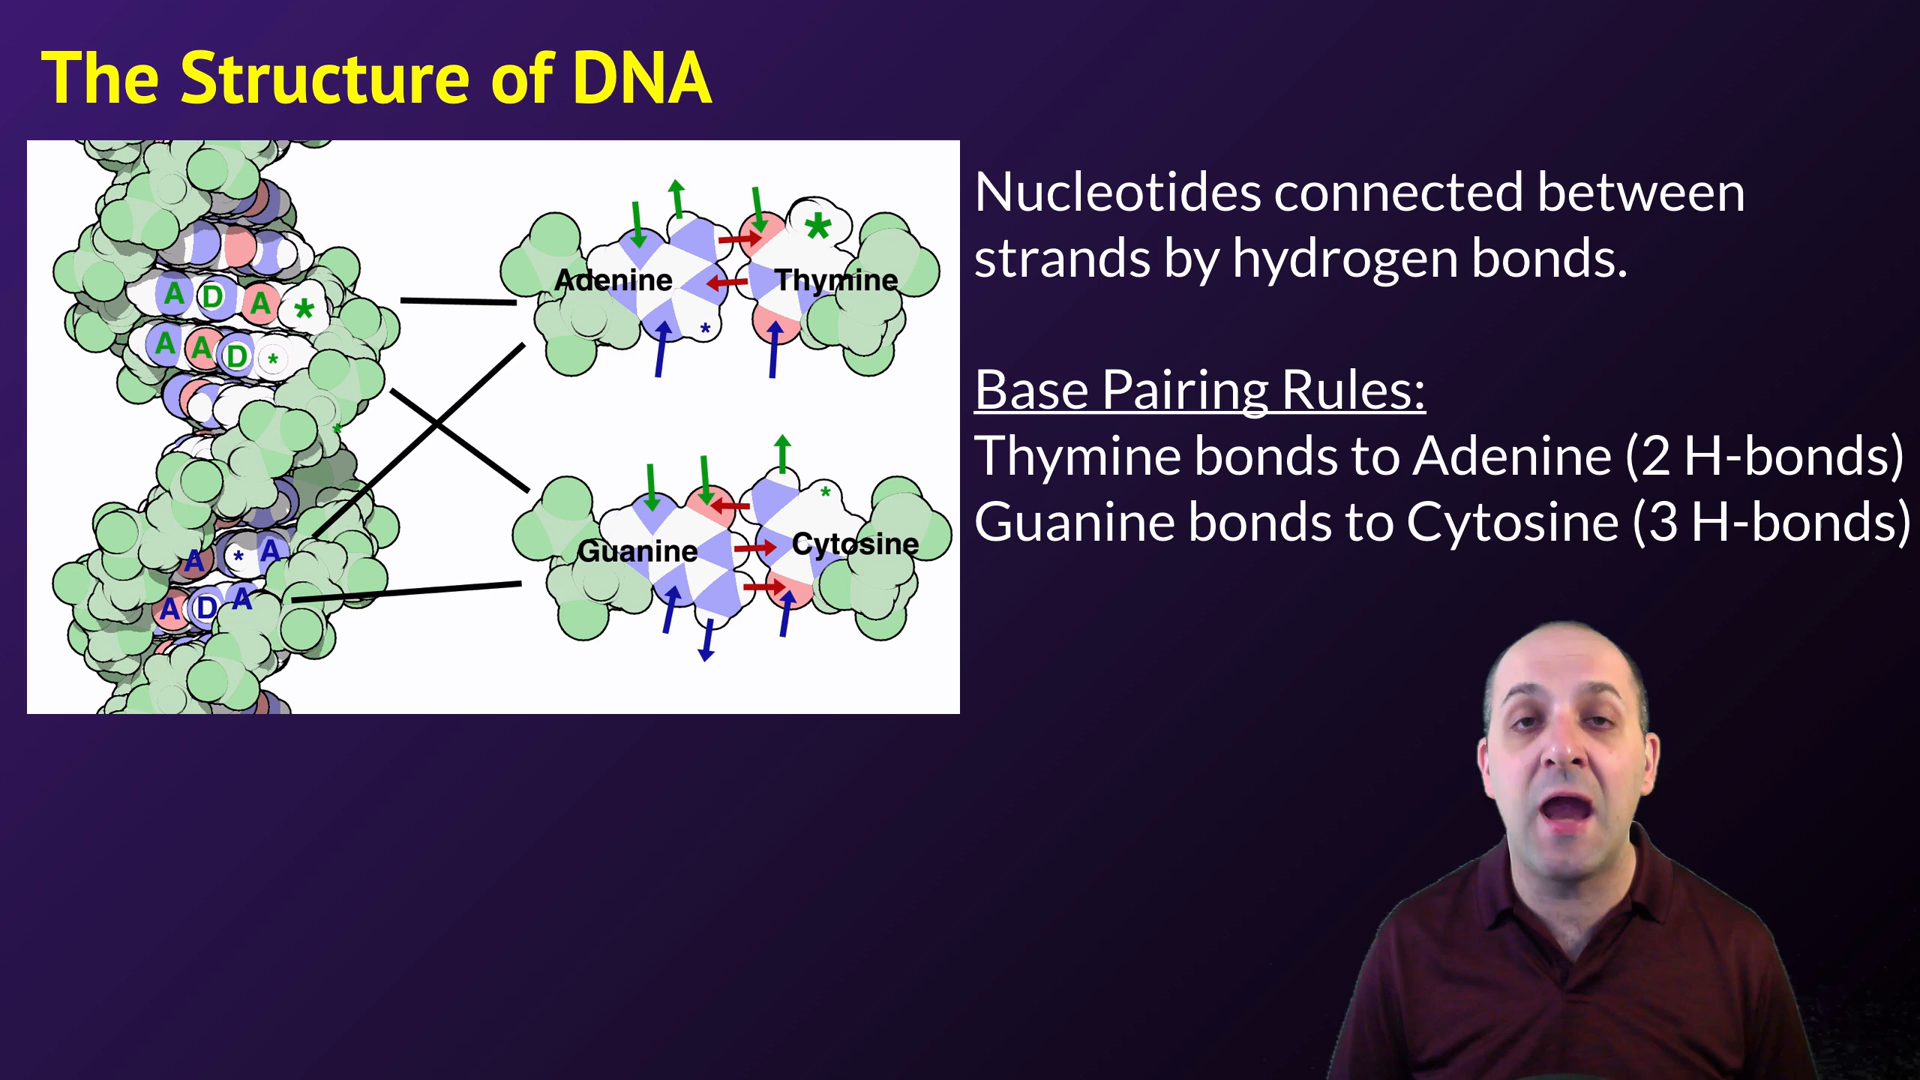 The Structure of DNA
Nucleotides connected between
strands by hydrogen bonds.
Base Pairing Rules:
Thymine bonds to Adenine (2 H-bonds)
Guanine bonds to Cytosine (3 H-bonds)
A D A *
A A D *
*
A * A
A D A
*
Adenine Thymine
*
*
Guanine Cytosine